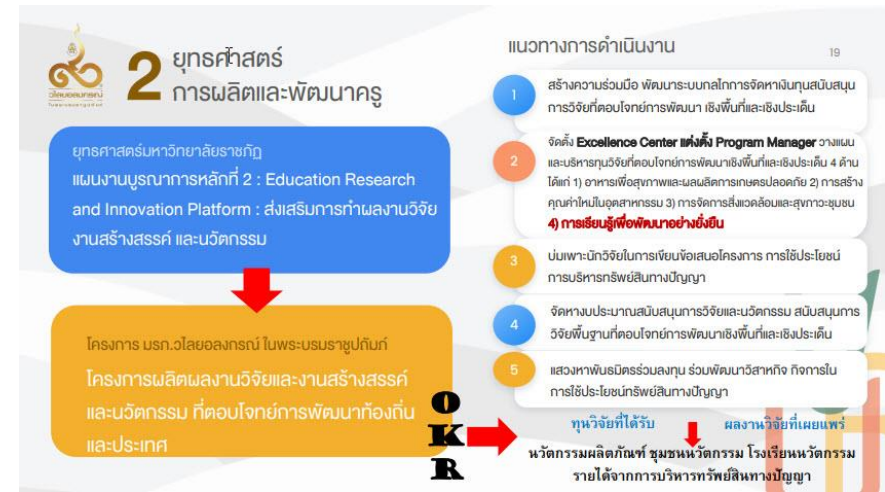 2
ยุทธศาสตร์
การผลิตและพัฒนาครู
ยุทธศาสตร์มหาวิทยาลัยราชภัฏ
แผนงานบูรณาการหลักที่ 2 : Education Research
and Innovation Platform : ส่งเสริมการทำผลงานวิจัย
งานสร้างสรรค์ และนวัตกรรม
โครงการ มรภ.วไลยอลงกรณ์ ในพระบรมราชูปถัมภ์
โครงการผลิตผลงานวิจัยและงานสร้างสรรค์
และนวัตกรรม ที่ตอบโจทย์การพัฒนาท้องถิ่น
และประเทศ
OKR
แนวทางการดำเนินงาน
19
1
สร้างความร่วมมือ พัฒนาระบบกลไกการจัดหาเงินทุนสนับสนุน
การวิจัยที่ตอบโจทย์การพัฒนา เชิงพื้นที่และเชิงประเด็น
2
จัดตั้ง Excellence Center แต่งตั้ง Program Manager วางแผน
และบริหารทุนวิจัยที่ตอบโจทย์การพัฒนาเชิงพื้นที่และเชิงประเด็น 4 ด้าน
ได้แก่ 1) อาหารเพื่อสุขภาพและผลผลิตการเกษตรปลอดภัย 2) การสร้าง
คุณค่าใหม่ในอุตสาหกรรม 3) การจัดการสิ่งแวดล้อมและสุขภาวะชุมชน
4) การเรียนรู้เพื่อพัฒนาอย่างยั่งยืน
3
บ่มเพาะนักวิจัยในการเขียนข้อเสนอโครงการ การใช้ประโยชน์
การบริหารทรัพย์สินทางปัญญา
4
จัดหางบประมาณสนับสนุนการวิจัยและนวัตกรรม สนับสนุนการ
วิจัยพื้นฐานที่ตอบโจทย์การพัฒนาเชิงพื้นที่และเชิงประเด็น
5
แสวงหาพันธมิตรร่วมลงทุน ร่วมพัฒนาวิสาหกิจ กิจการใน
การใช้ประโยชน์ทรัพย์สินทางปัญญา
ทุนวิจัยที่ได้รับ
ผลงานวิจัยที่เผยแพร่
นวัตกรรมผลิตภัณฑ์ ชุมชนนวัตกรรม โรงเรียนนวัตกรรม
รายได้จากการบริหารทรัพย์สินทางปัญญา